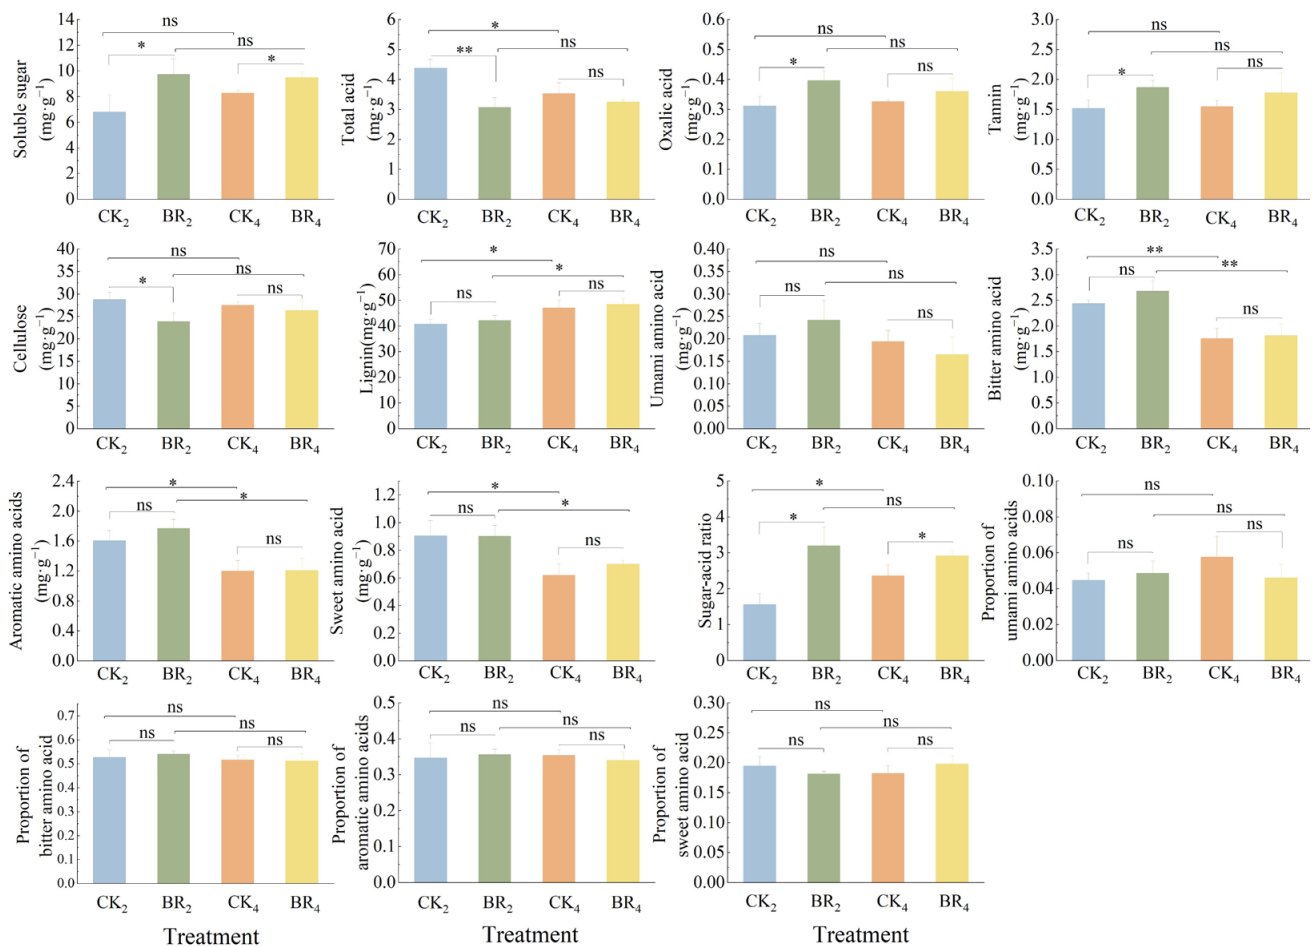 Soluble sugar
(mg·g⁻¹)
14
12
10
8
6
4
2
0
ns
*
ns
*
CK₂ BR₂ CK₄ BR₄
Total acid
(mg·g⁻¹)
6
5
4
3
2
1
0
*
**
ns
ns
CK₂ BR₂ CK₄ BR₄
Oxalic acid
(mg·g⁻¹)
0.6
0.5
0.4
0.3
0.2
0.1
0.0
ns
ns
*
ns
CK₂ BR₂ CK₄ BR₄
Tannin
(mg·g⁻¹)
3.0
2.5
2.0
1.5
1.0
0.5
0.0
ns
ns
*
ns
CK₂ BR₂ CK₄ BR₄
Cellulose
(mg·g⁻¹)
40
35
30
25
20
15
10
5
0
ns
ns
*
ns
CK₂ BR₂ CK₄ BR₄
Lignin(mg·g⁻¹)
70
60
50
40
30
20
10
0
*
*
ns
ns
CK₂ BR₂ CK₄ BR₄
Umami amino acid
(mg·g⁻¹)
0.40
0.35
0.30
0.25
0.20
0.15
0.10
0.05
0.00
ns
ns
ns
ns
CK₂ BR₂ CK₄ BR₄
Bitter amino acid
(mg·g⁻¹)
3.5
3.0
2.5
2.0
1.5
1.0
0.5
0.0
**
**
ns
ns
CK₂ BR₂ CK₄ BR₄
Aromatic amino acids
(mg·g⁻¹)
2.4
2.0
1.6
1.2
0.8
0.4
0.0
*
*
ns
ns
CK₂ BR₂ CK₄ BR₄
Sweet amino acid
(mg·g⁻¹)
1.2
1.0
0.8
0.6
0.4
0.2
0.0
*
*
ns
ns
CK₂ BR₂ CK₄ BR₄
Sugar-acid ratio
5
4
3
2
1
0
*
ns
*
*
CK₂ BR₂ CK₄ BR₄
Proportion of
umami amino acids
0.10
0.08
0.06
0.04
0.02
0.00
ns
ns
ns
ns
CK₂ BR₂ CK₄ BR₄
Proportion of
bitter amino acid
0.7
0.6
0.5
0.4
0.3
0.2
0.1
0.0
ns
ns
ns
ns
CK₂ BR₂ CK₄ BR₄
Treatment
Proportion of
aromatic amino acids
0.5
0.4
0.3
0.2
0.1
0.0
ns
ns
ns
ns
CK₂ BR₂ CK₄ BR₄
Treatment
Proportion of
sweet amino acid
0.30
0.25
0.20
0.15
0.10
0.05
0.00
ns
ns
ns
ns
CK₂ BR₂ CK₄ BR₄
Treatment